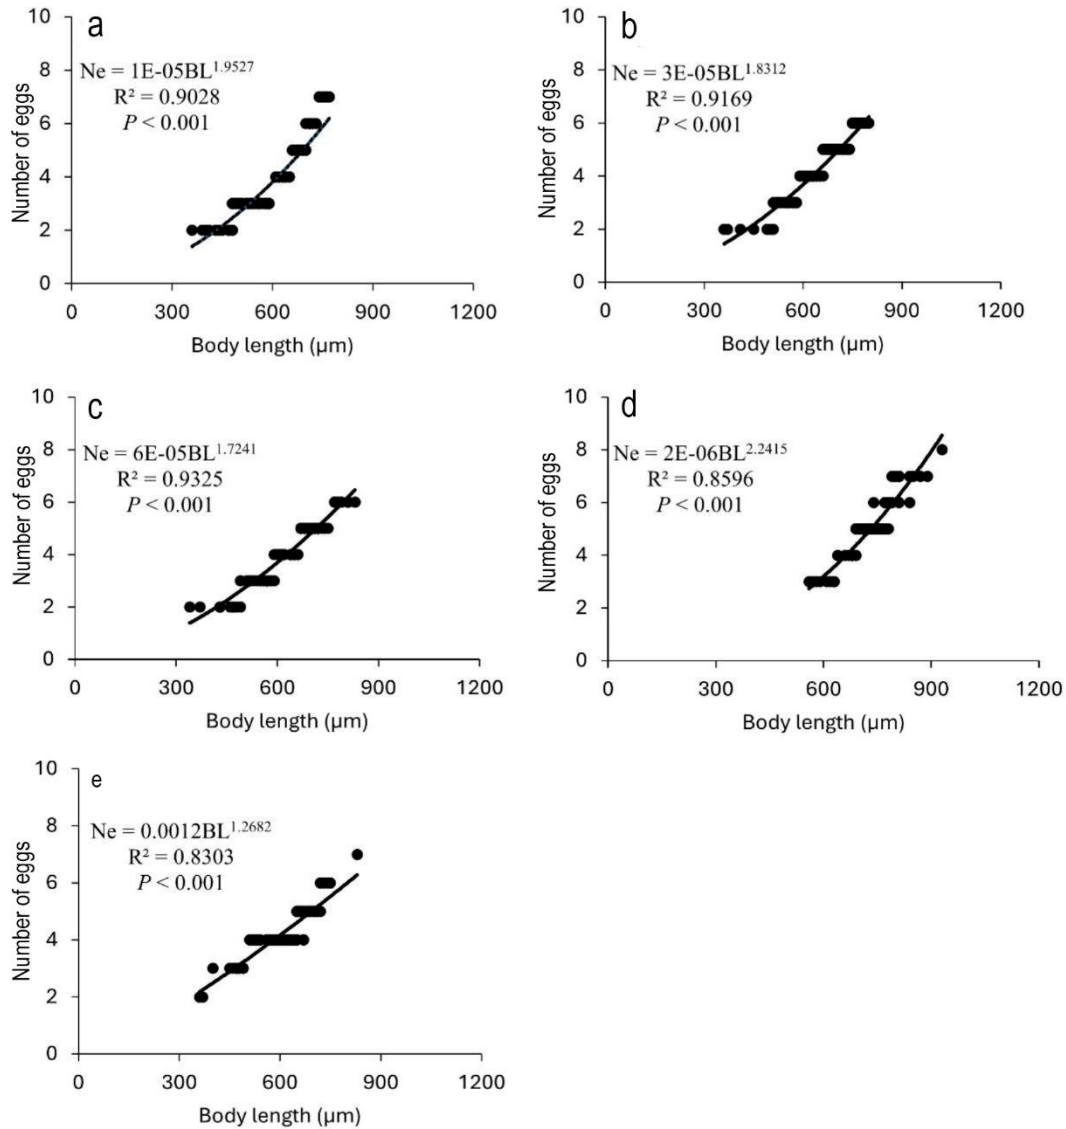 a
Ne = 1E-05BL^1.9527
R² = 0.9028
P < 0.001
10
8
6
4
2
0
Number of eggs
0 300 600 900 1200
Body length (µm)
b
Ne = 3E-05BL^1.8312
R² = 0.9169
P < 0.001
10
8
6
4
2
0
Number of eggs
0 300 600 900 1200
Body length (µm)
c
Ne = 6E-05BL^1.7241
R² = 0.9325
P < 0.001
10
8
6
4
2
0
Number of eggs
0 300 600 900 1200
Body length (µm)
d
Ne = 2E-06BL^2.2415
R² = 0.8596
P < 0.001
10
8
6
4
2
0
Number of eggs
0 300 600 900 1200
Body length (µm)
e
Ne = 0.0012BL^1.2682
R² = 0.8303
P < 0.001
10
8
6
4
2
0
Number of eggs
0 300 600 900 1200
Body length (µm)